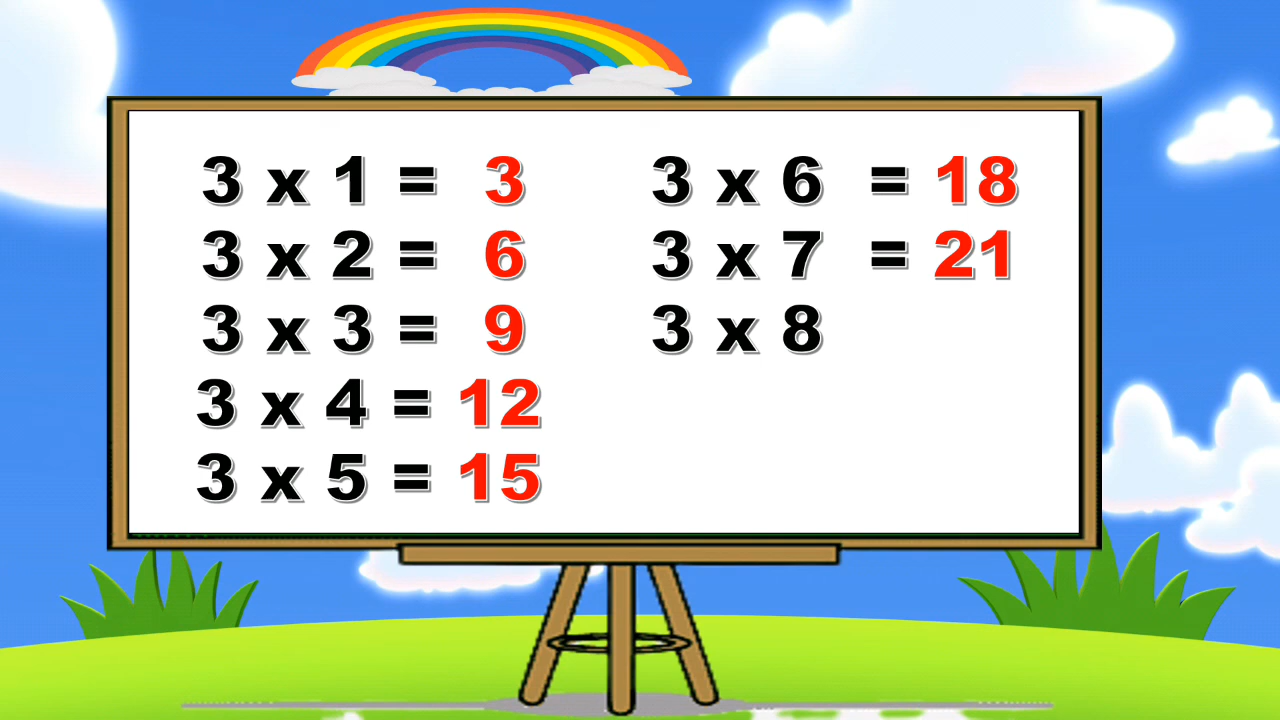 3 x 1 = 3
3 x 2 = 6
3 x 3 = 9
3 x 4 = 12
3 x 5 = 15
3 x 6 = 18
3 x 7 = 21
3 x 8